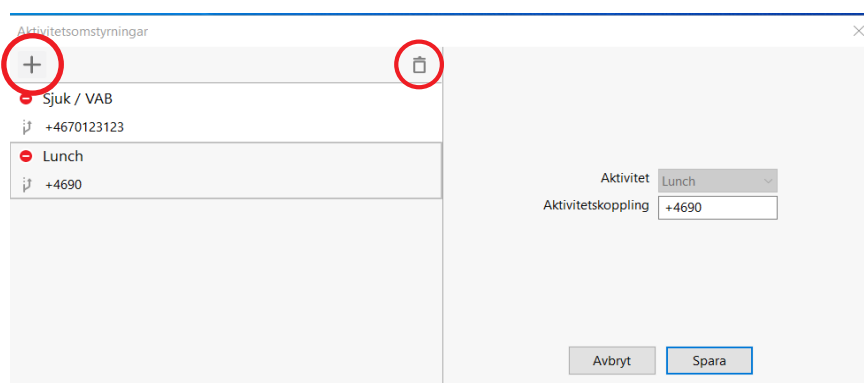 Aktivitetsomstyrningar
Sjuk / VAB
+4670123123
Lunch
+4690
Aktivitet Lunch
Aktivitetskoppling +4690
Avbryt Spara